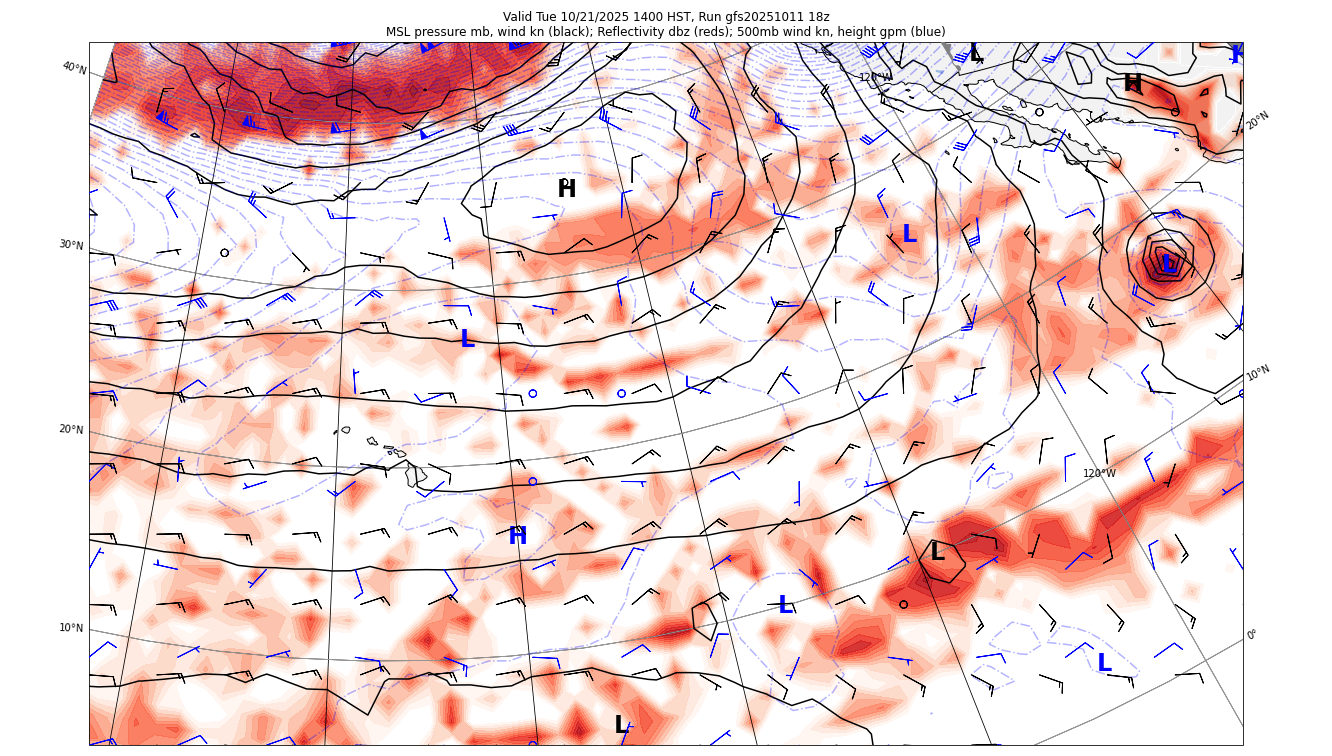 Valid Tue 10/21/2025 1400 HST, Run gfs20251011 18z
MSL pressure mb, wind kn (black); Reflectivity dbz (reds); 500mb wind kn, height gpm (blue)
L
H
40°N
120°W
H
20°N
H
L
30°N
L
L
10°N
20°N
120°W
H
L
L
10°N
0°
L
L